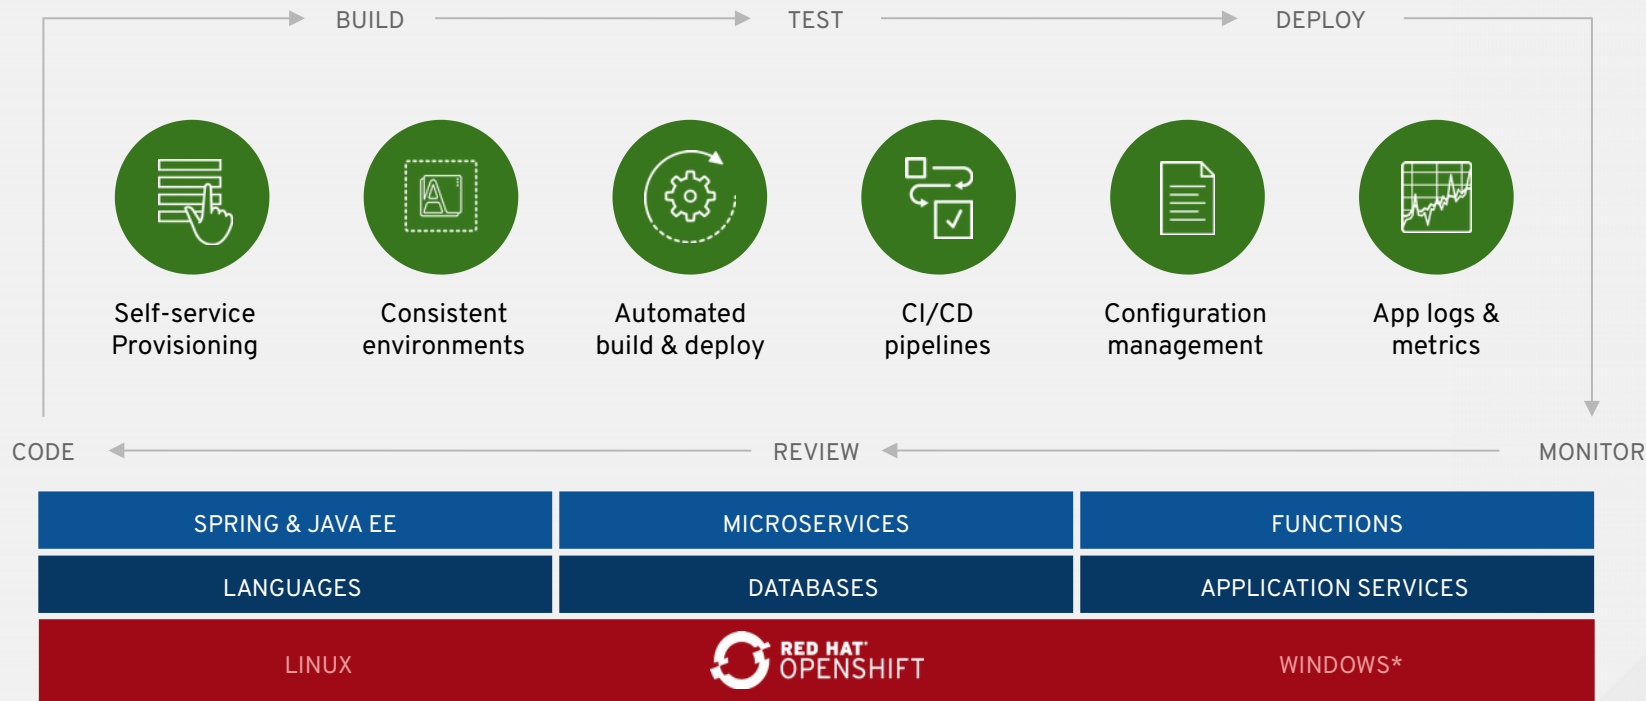 BUILD
TEST
DEPLOY
Self-service
Provisioning
Consistent
environments
Automated
build & deploy
CI/CD
pipelines
Configuration
management
App logs &
metrics
CODE
REVIEW
MONITOR
SPRING & JAVA EE
MICROSERVICES
FUNCTIONS
LANGUAGES
DATABASES
APPLICATION SERVICES
LINUX
RED HAT®
OPENSHIFT
WINDOWS*